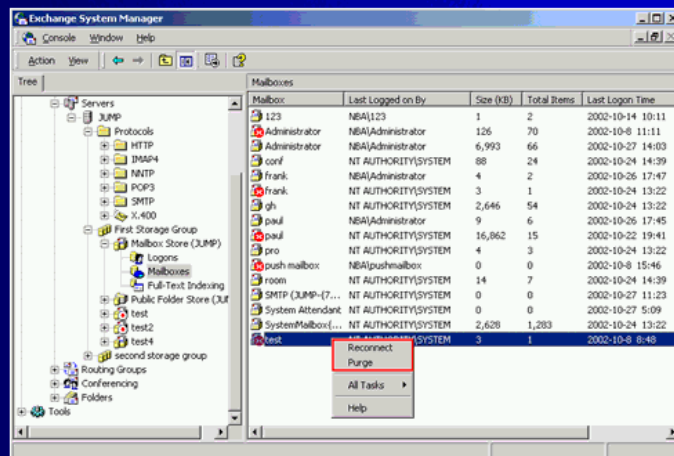 Exchange System Manager
Console Window Help
Action View
Tree
Mailboxes
Servers
JUMP
Protocols
HTTP
IMAP4
NNTP
POP3
SMTP
X.400
First Storage Group
Mailbox Store (JUMP)
Logons
Mailboxes
Full-Text Indexing
Public Folder Store (JUM
test
test2
test4
second storage group
Routing Groups
Conferencing
Folders
Tools
Mailbox Last Logged on By Size (KB) Total Items Last Logon Time
123 NBA\123 1 2 2002-10-14 10:11
Administrator NBA\Administrator 126 70 2002-10-8 11:11
Administrator NBA\Administrator 6,993 66 2002-10-27 14:03
conf NT AUTHORITY\SYSTEM 88 24 2002-10-24 14:39
frank NBA\Administrator 4 2 2002-10-26 17:47
frank NT AUTHORITY\SYSTEM 3 1 2002-10-24 13:22
gh NT AUTHORITY\SYSTEM 2,646 54 2002-10-24 13:22
paul NBA\Administrator 9 6 2002-10-26 17:45
paul NT AUTHORITY\SYSTEM 16,862 15 2002-10-22 19:41
pro NT AUTHORITY\SYSTEM 4 3 2002-10-24 13:22
push mailbox NBA\pushmailbox 0 0 2002-10-8 15:46
room NT AUTHORITY\SYSTEM 14 7 2002-10-24 14:39
SMTP (JUMP-{7... NT AUTHORITY\SYSTEM 0 0 2002-10-27 11:23
System Attendant NT AUTHORITY\SYSTEM 0 0 2002-10-27 5:09
SystemMailbox{... NT AUTHORITY\SYSTEM 2,628 1,283 2002-10-24 13:22
test NT AUTHORITY\SYSTEM 3 1 2002-10-8 8:48
Reconnect
Purge
All Tasks
Help